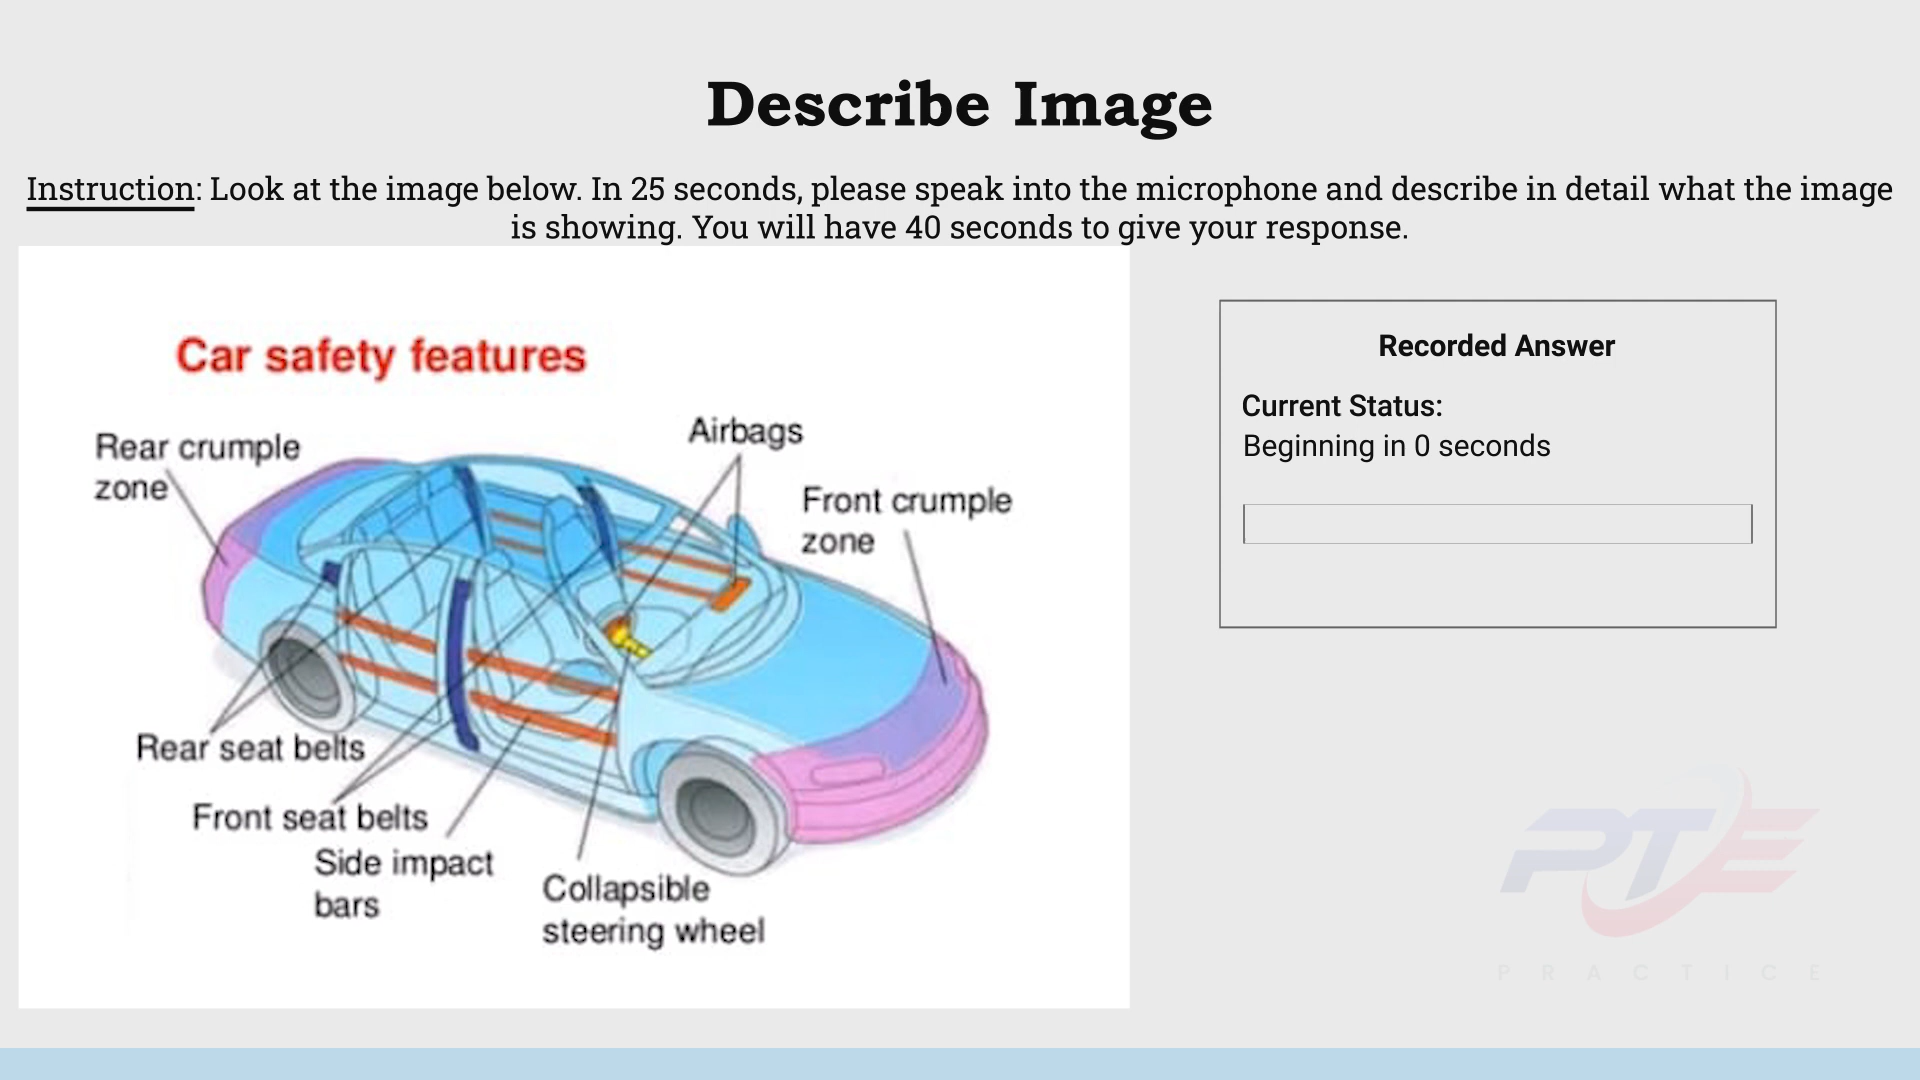 Describe Image
Instruction: Look at the image below. In 25 seconds, please speak into the microphone and describe in detail what the image
is showing. You will have 40 seconds to give your response.
Car safety features
Rear crumple
zone
Airbags
Front crumple
zone
Rear seat belts
Front seat belts
Side impact
bars
Collapsible
steering wheel
Recorded Answer
Current Status:
Beginning in 0 seconds
PTE
PRACTICE